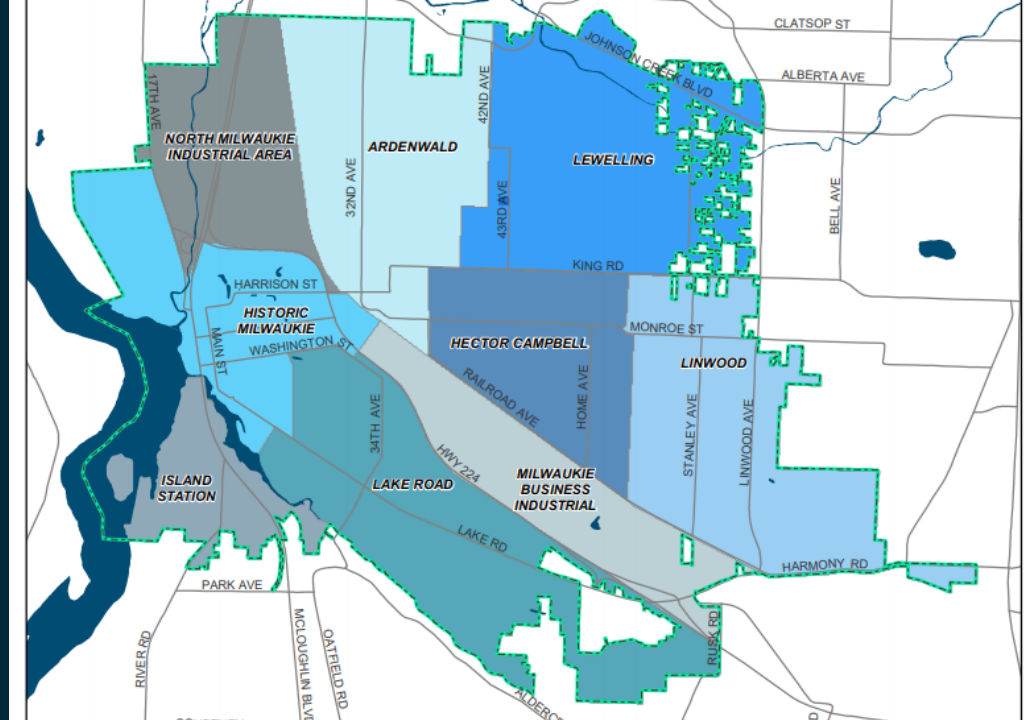 CLATSOP ST
JOHNSON CREEK BLVD
ALBERTA AVE
17TH AVE
42ND AVE
NORTH MILWAUKIE
INDUSTRIAL AREA
ARDENWALD
LEWELLING
32ND AVE
43RD AVE
BELL AVE
KING RD
HARRISON ST
HISTORIC
MILWAUKIE
MONROE ST
MAIN ST
WASHINGTON ST
HECTOR CAMPBELL
LINWOOD
RAILROAD AVE
HOME AVE
34TH AVE
STANLEY AVE
LINWOOD AVE
HWY 224
ISLAND
STATION
LAKE ROAD
MILWAUKIE
BUSINESS
INDUSTRIAL
LAKE RD
HARMONY RD
PARK AVE
RUSK RD
RIVER RD
MCLOUGHLIN BLVD
OATFIELD RD